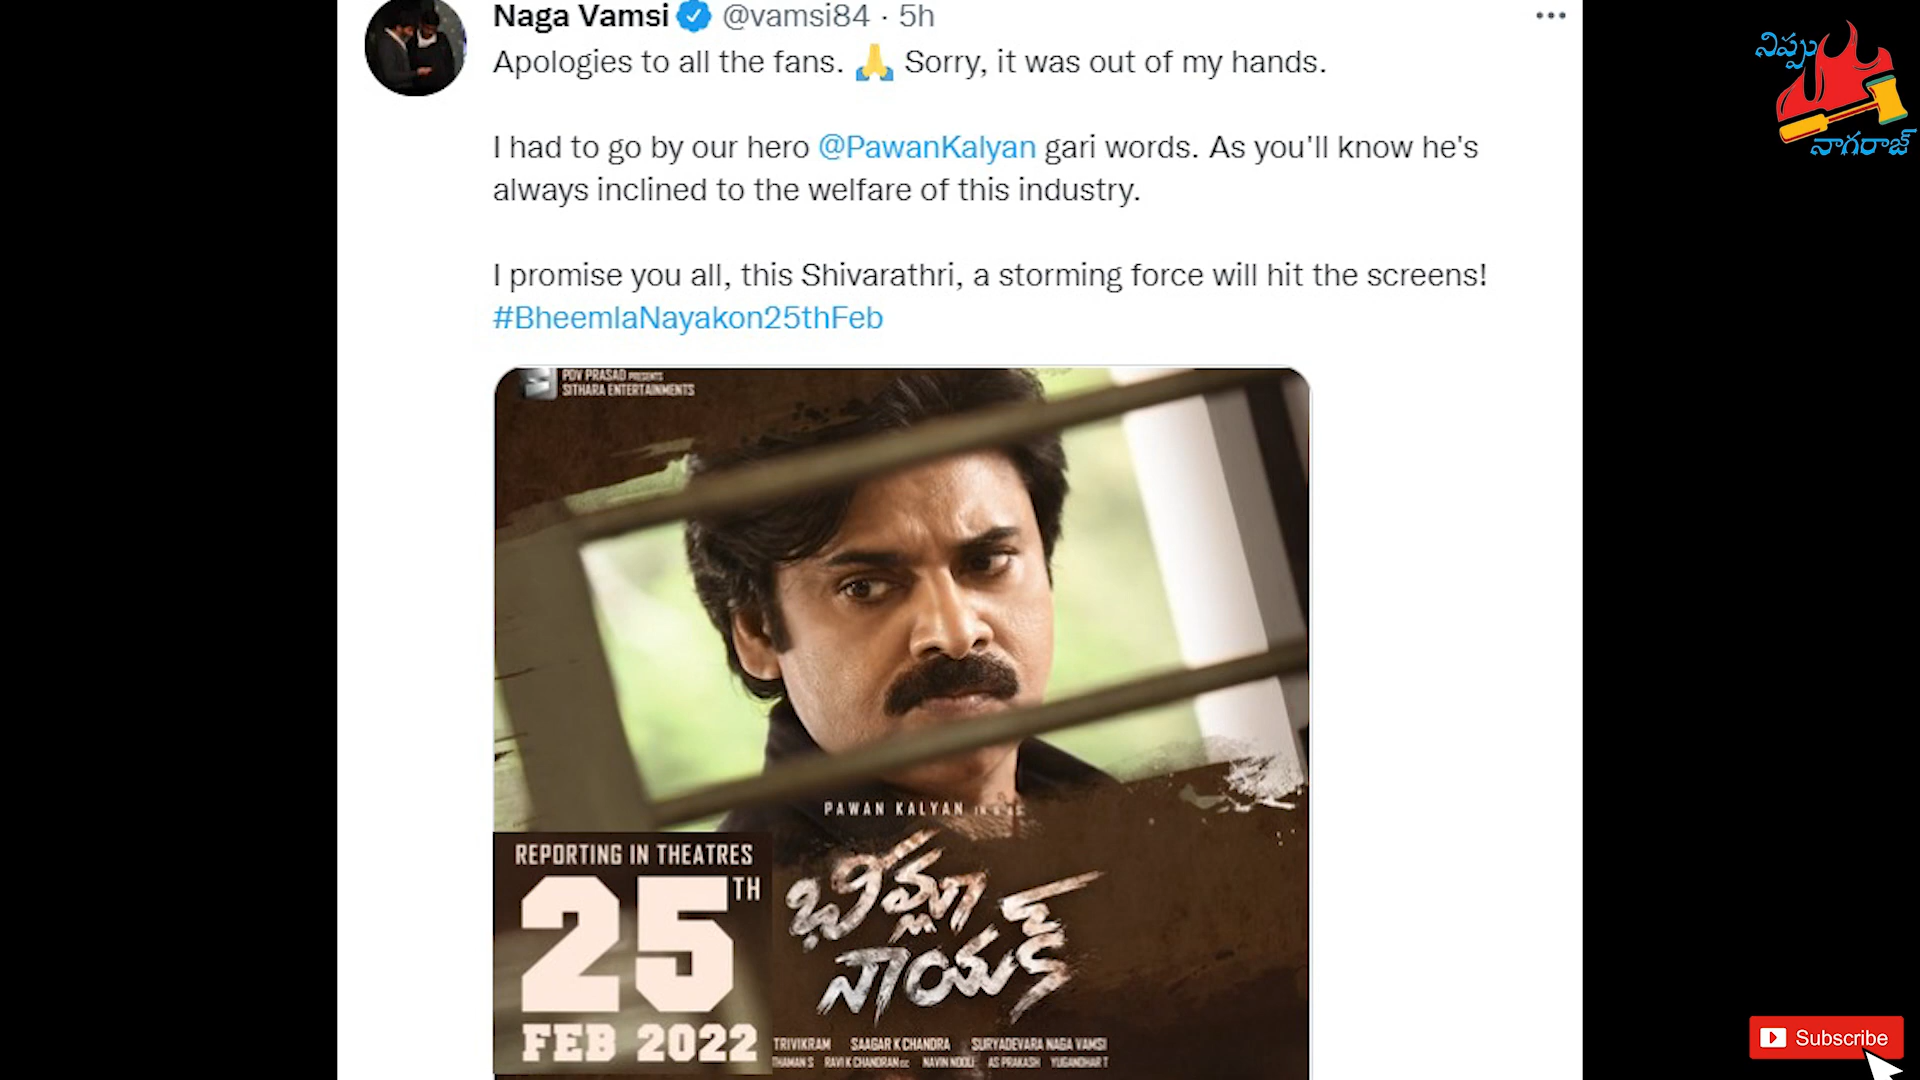 Naga Vamsi @vamsi84 · 5h
Apologies to all the fans. 🙏 Sorry, it was out of my hands.
I had to go by our hero @PawanKalyan gari words. As you'll know he's
always inclined to the welfare of this industry.
I promise you all, this Shivarathri, a storming force will hit the screens!
#BheemlaNayakon25thFeb
PDV PRASAD PRESENTS
SITHARA ENTERTAINMENTS
PAWAN KALYAN
REPORTING IN THEATRES
25TH
FEB 2022
భీమ్లా
నాయక్
TRIVIKRAM SAAGAR K CHANDRA SURYADEVARA NAGA VAMSI
THAMAN S RAVI K CHANDRAN NAVIN NOOLI AS PRAKASH YUGANDHAR T
నిప్పు
నాగరాజ్
Subscribe